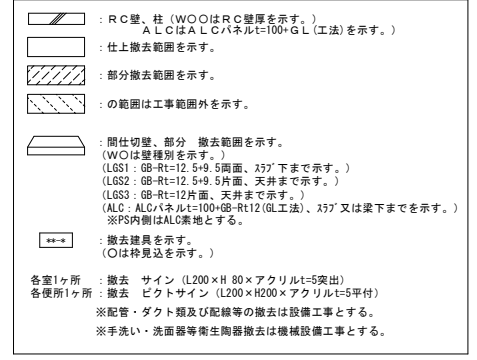 ：ＲＣ壁、柱（Ｗ〇〇はＲＣ壁厚を示す。）
ＡＬＣはＡＬＣパネルt=100+ＧＬ(工法)を示す。）
：仕上撤去範囲を示す。
：部分撤去範囲を示す。
：の範囲は工事範囲外を示す。
：間仕切壁、部分　撤去範囲を示す。
（Ｗ〇は壁種別を示す。）
(LGS1：GB-Rt=12.5+9.5両面、ｽﾗﾌﾞ下まで示す。)
(LGS2：GB-Rt=12.5+9.5片面、天井まで示す。)
(LGS3：GB-Rt=12片面、天井まで示す。)
(ALC：ALCパネルt=100+GB-Rt12(GL工法)、ｽﾗﾌﾞ又は梁下までを示す。)
※PS内側はALC素地とする。
**-*　：撤去建具を示す。
（〇は枠見込を示す。）
各室1ヶ所　：撤去　サイン（L200×H 80×アクリルt=5突出）
各便所1ヶ所：撤去　ピクトサイン（L200×H200×アクリルt=5平付）
※配管・ダクト類及び配線等の撤去は設備工事とする。
※手洗い・洗面器等衛生陶器撤去は機械設備工事とする。